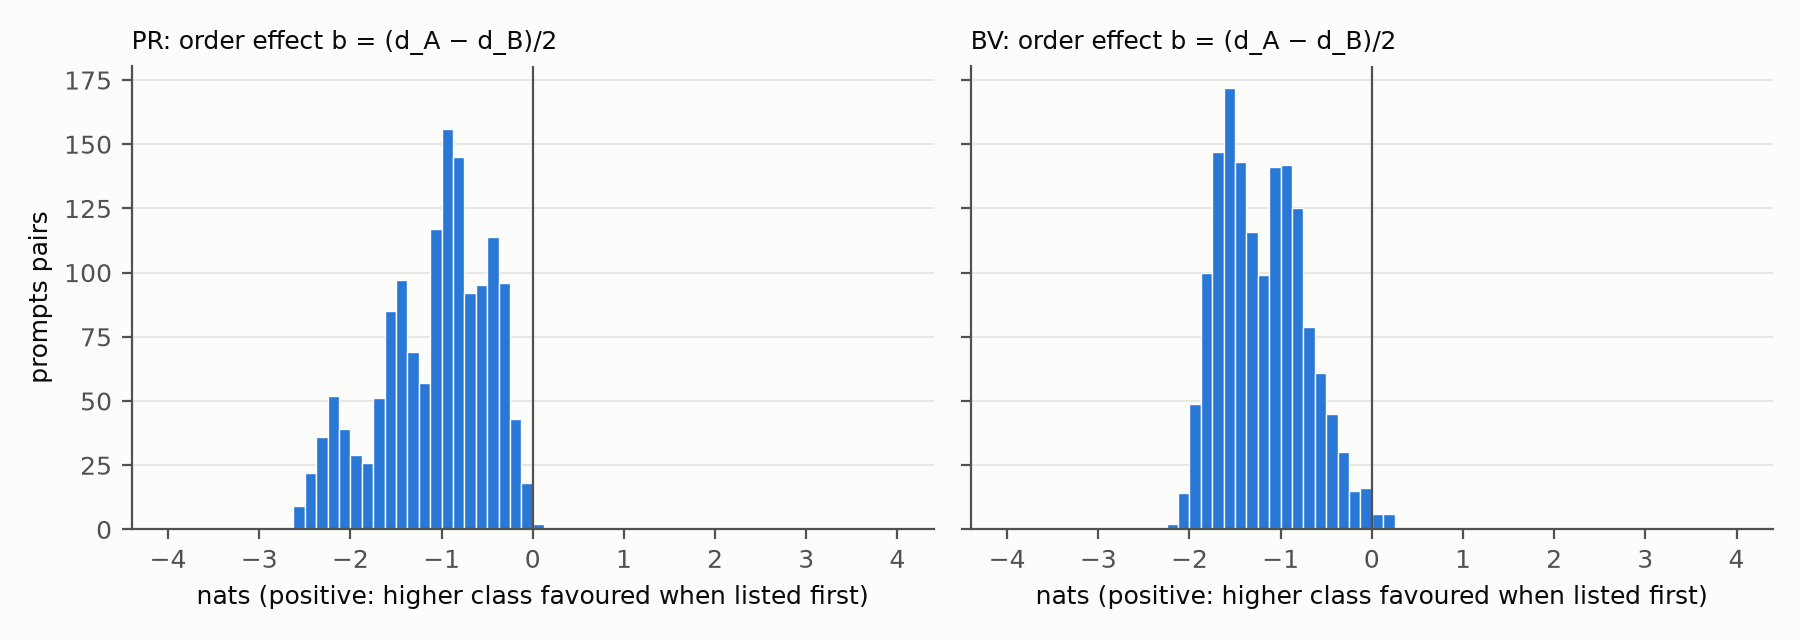 PR: order effect b = (d_A − d_B)/2
BV: order effect b = (d_A − d_B)/2
prompts pairs
175
150
125
100
75
50
25
0
−4 −3 −2 −1 0 1 2 3 4
−4 −3 −2 −1 0 1 2 3 4
nats (positive: higher class favoured when listed first)
nats (positive: higher class favoured when listed first)